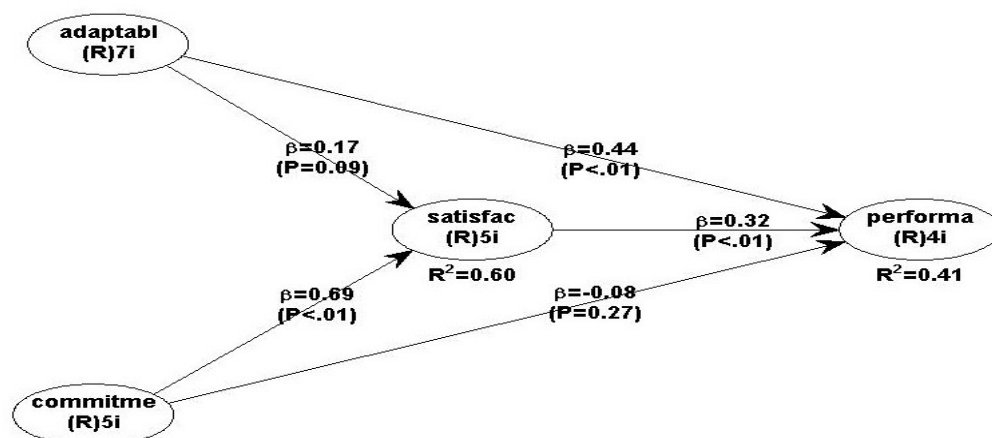 adaptabl
(R)7i
β=0.17
(P=0.09)
β=0.44
(P<.01)
satisfac
(R)5i
β=0.32
(P<.01)
performa
(R)4i
R²=0.60
R²=0.41
β=0.69
(P<.01)
β=-0.08
(P=0.27)
commitme
(R)5i